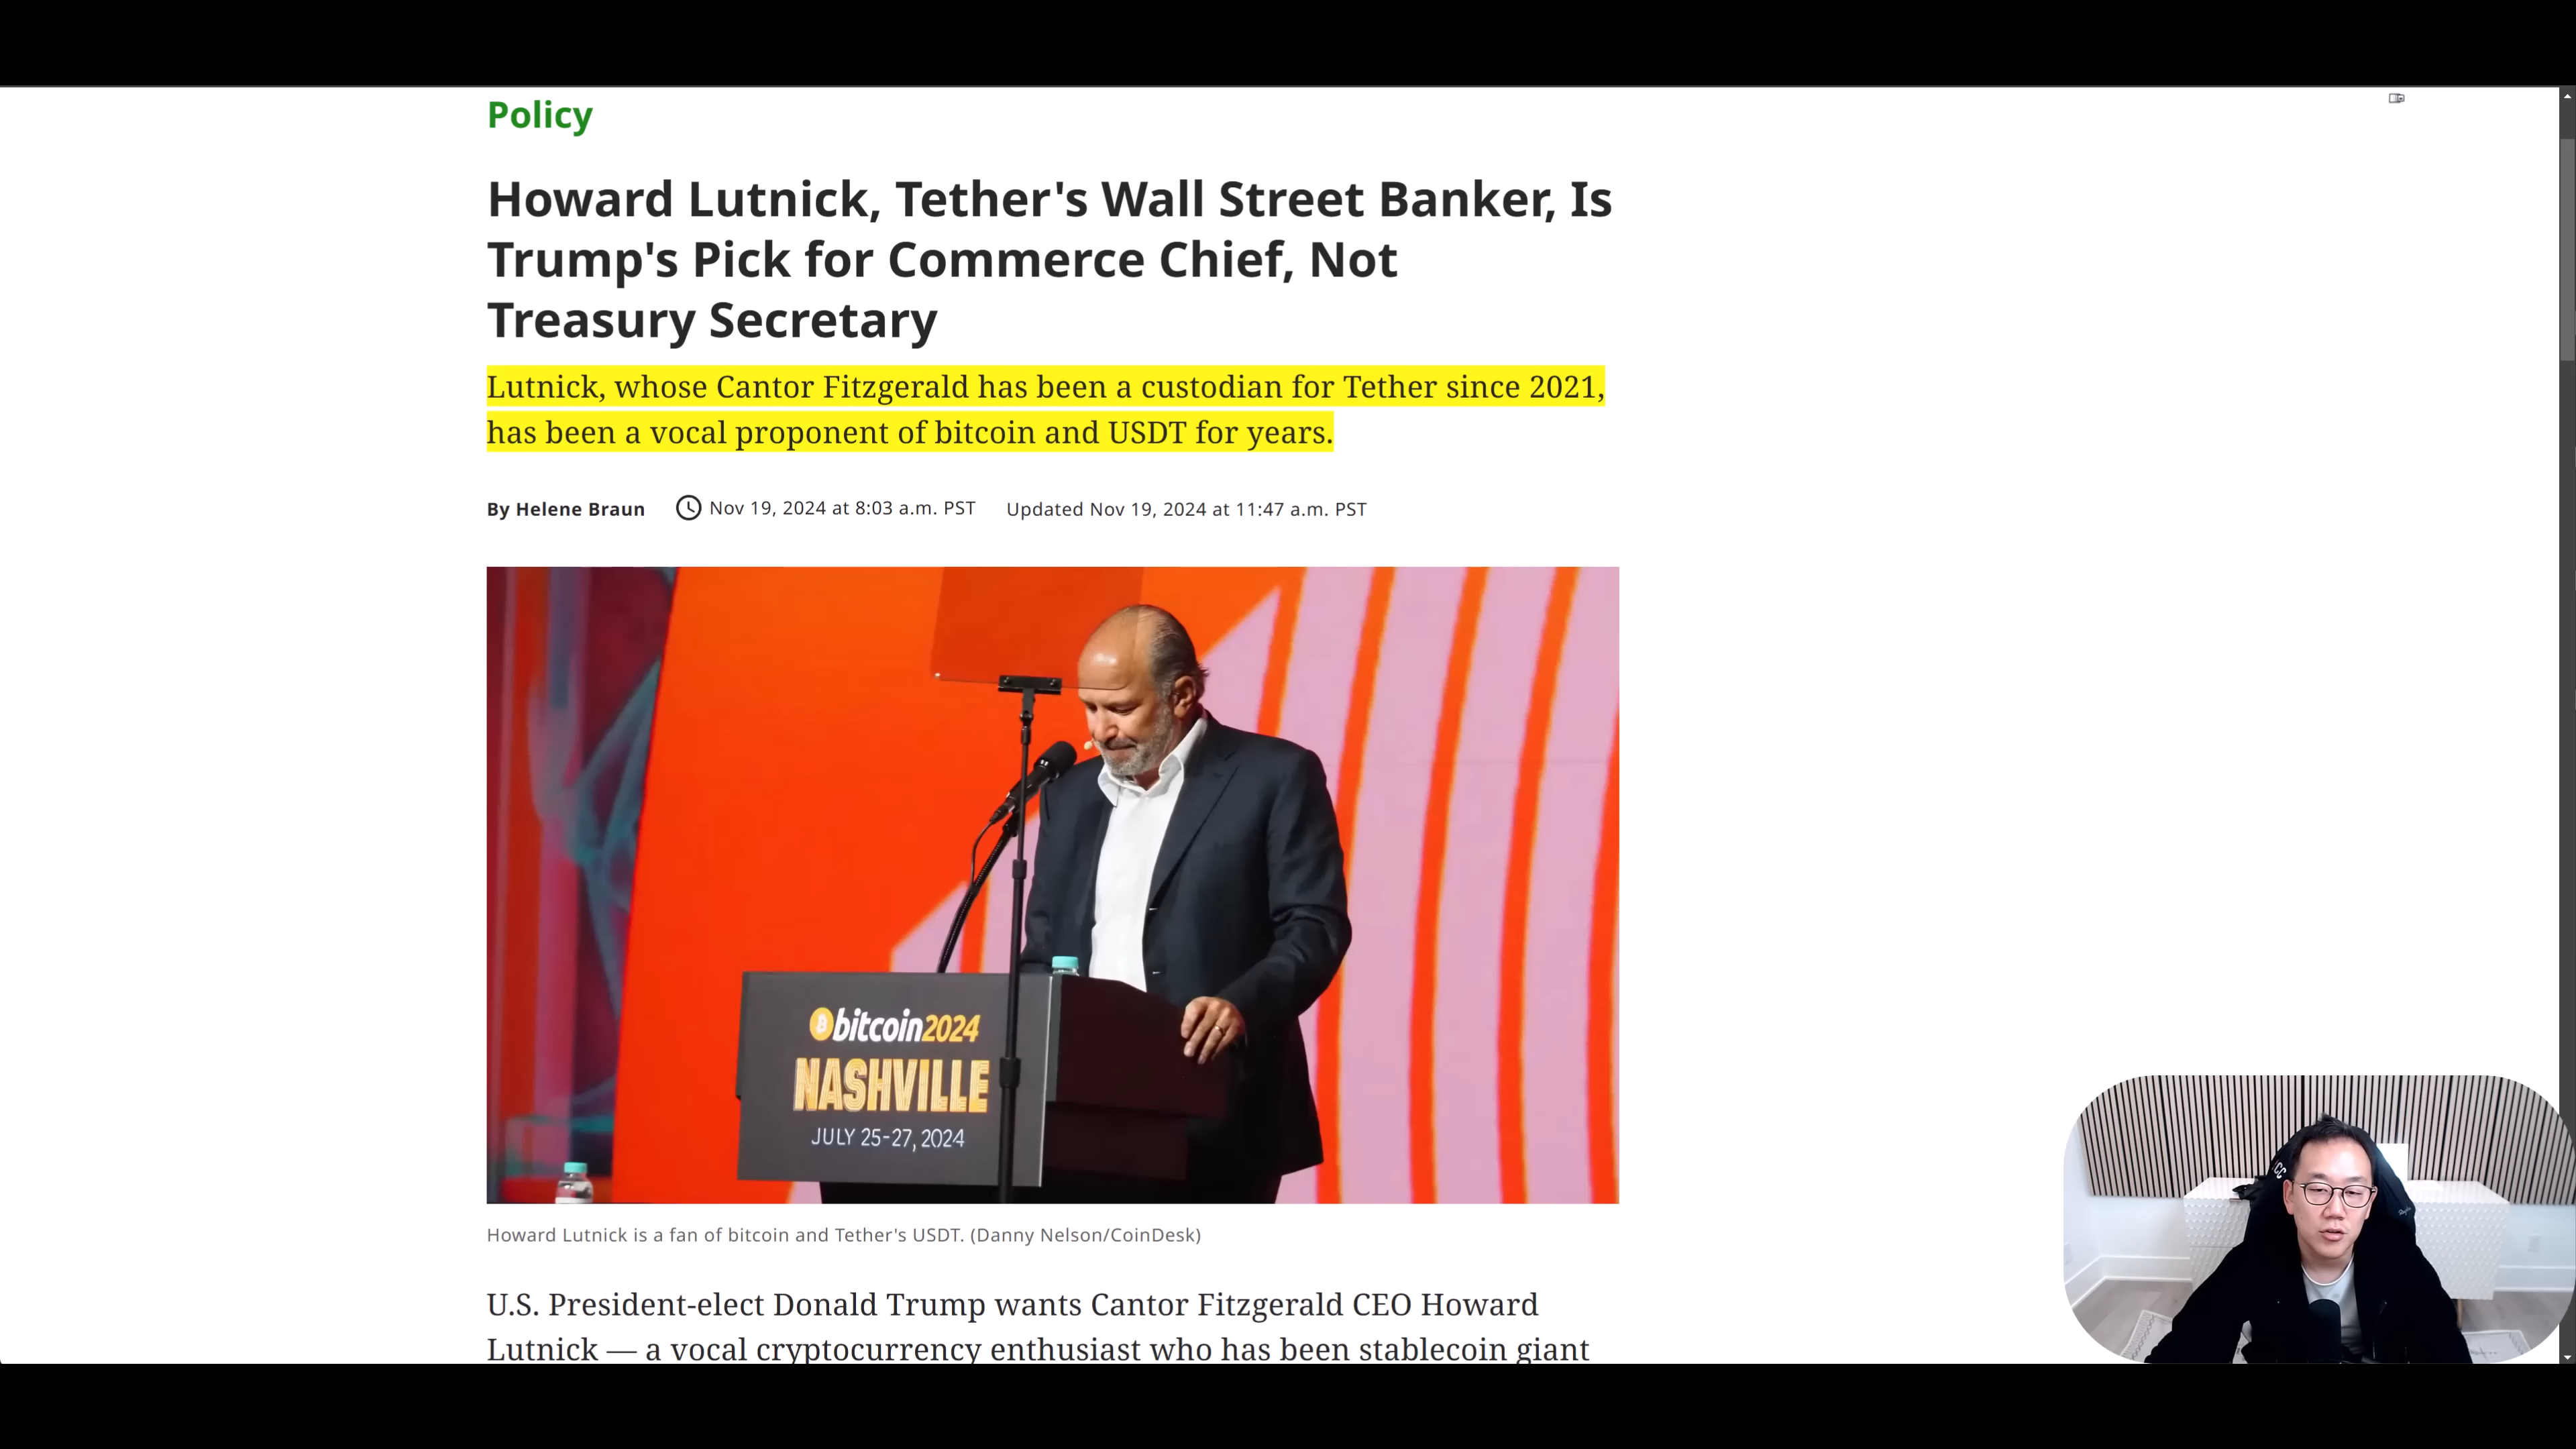 Policy
Howard Lutnick, Tether's Wall Street Banker, Is
Trump's Pick for Commerce Chief, Not
Treasury Secretary
Lutnick, whose Cantor Fitzgerald has been a custodian for Tether since 2021,
has been a vocal proponent of bitcoin and USDT for years.
By Helene Braun Nov 19, 2024 at 8:03 a.m. PST Updated Nov 19, 2024 at 11:47 a.m. PST
bitcoin2024
NASHVILLE
JULY 25-27, 2024
Howard Lutnick is a fan of bitcoin and Tether's USDT. (Danny Nelson/CoinDesk)
U.S. President-elect Donald Trump wants Cantor Fitzgerald CEO Howard
Lutnick — a vocal cryptocurrency enthusiast who has been stablecoin giant